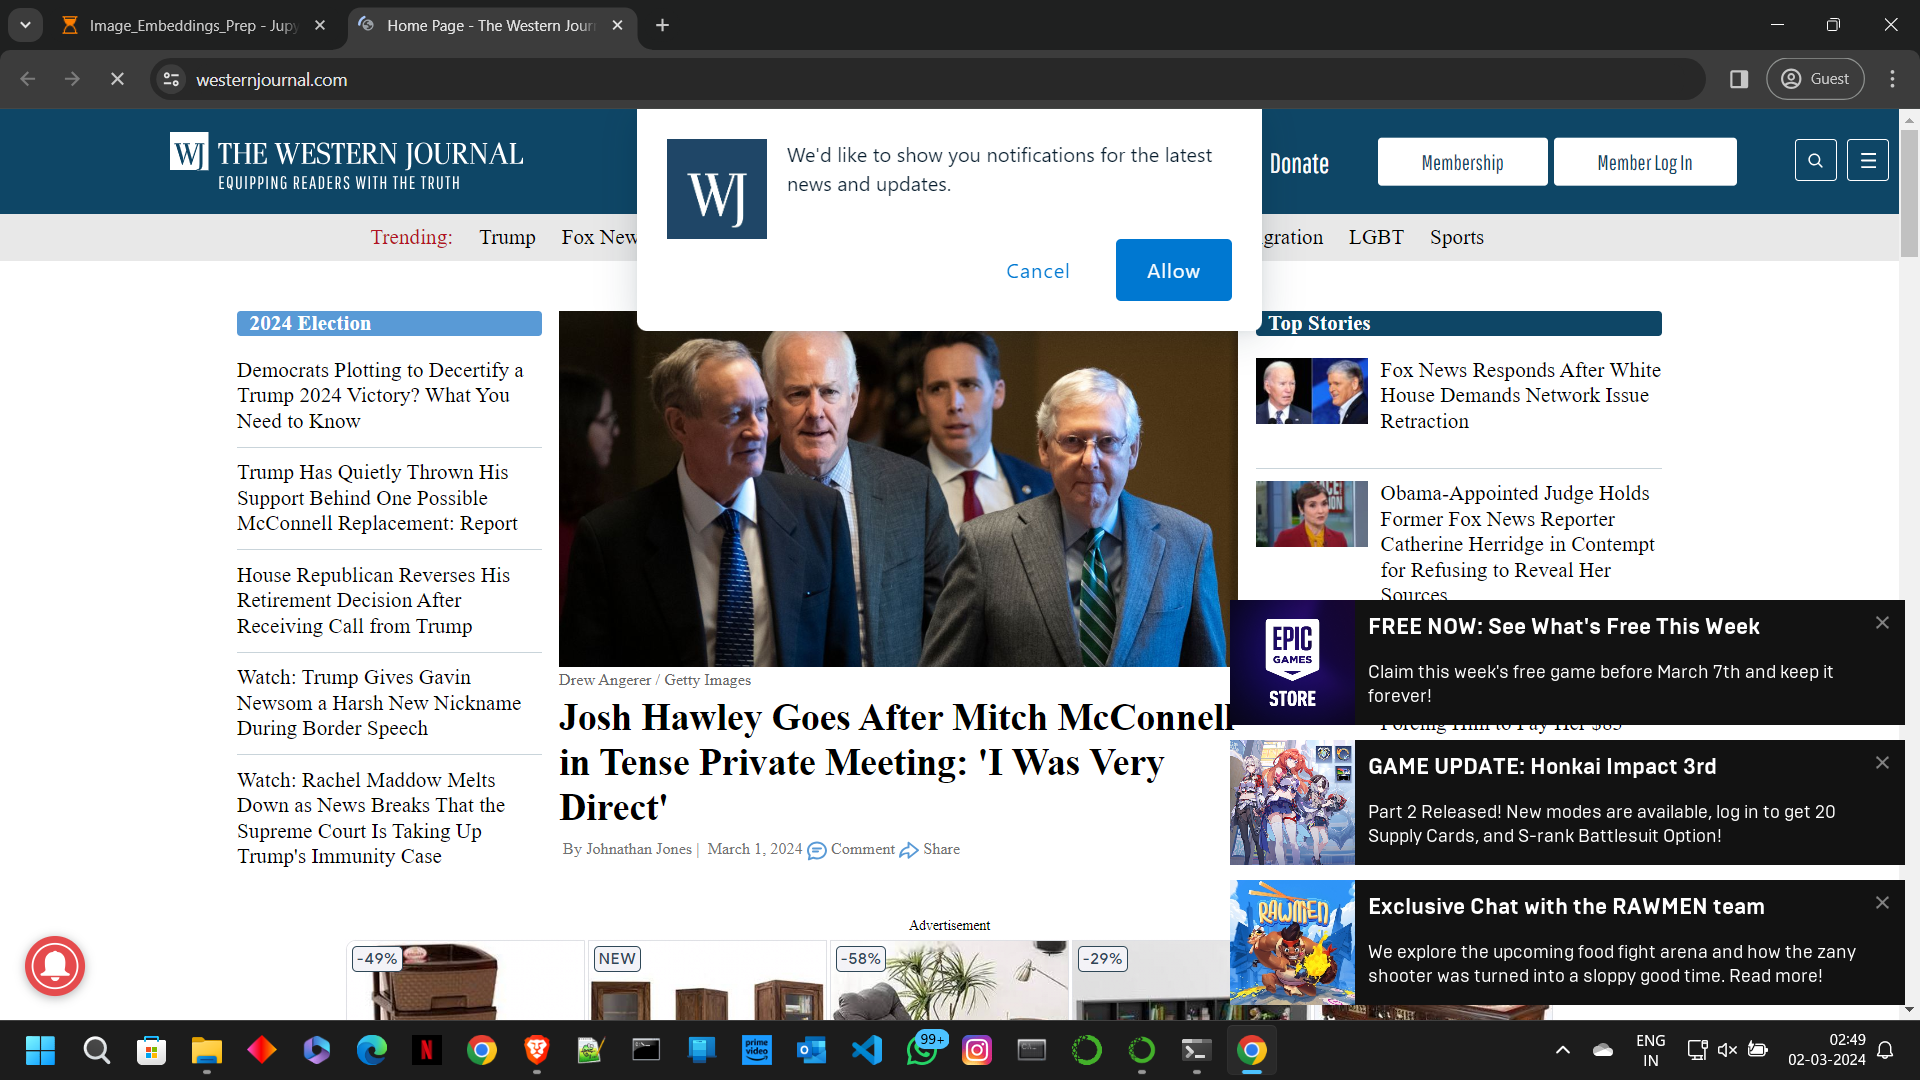 Image_Embeddings_Prep - Jupy
Home Page - The Western Jour
westernjournal.com
Guest
WJ THE WESTERN JOURNAL
EQUIPPING READERS WITH THE TRUTH
Donate
Membership
Member Log In
WJ
We'd like to show you notifications for the latest
news and updates.
Cancel
Allow
Trending:
Trump
Fox New
gration
LGBT
Sports
2024 Election
Democrats Plotting to Decertify a
Trump 2024 Victory? What You
Need to Know
Trump Has Quietly Thrown His
Support Behind One Possible
McConnell Replacement: Report
House Republican Reverses His
Retirement Decision After
Receiving Call from Trump
Watch: Trump Gives Gavin
Newsom a Harsh New Nickname
During Border Speech
Watch: Rachel Maddow Melts
Down as News Breaks That the
Supreme Court Is Taking Up
Trump's Immunity Case
Drew Angerer / Getty Images
Josh Hawley Goes After Mitch McConnell
in Tense Private Meeting: 'I Was Very
Direct'
By Johnathan Jones | March 1, 2024 Comment Share
Top Stories
Fox News Responds After White
House Demands Network Issue
Retraction
Obama-Appointed Judge Holds
Former Fox News Reporter
Catherine Herridge in Contempt
for Refusing to Reveal Her
Sources
EPIC
GAMES
STORE
FREE NOW: See What's Free This Week
Claim this week's free game before March 7th and keep it
forever!
Forcing Him to Pay Her $83
GAME UPDATE: Honkai Impact 3rd
Part 2 Released! New modes are available, log in to get 20
Supply Cards, and S-rank Battlesuit Option!
RAWMEN
Exclusive Chat with the RAWMEN team
We explore the upcoming food fight arena and how the zany
shooter was turned into a sloppy good time. Read more!
Advertisement
-49%
NEW
-58%
-29%
N
prime
video
99+
ENG
IN
02:49
02-03-2024